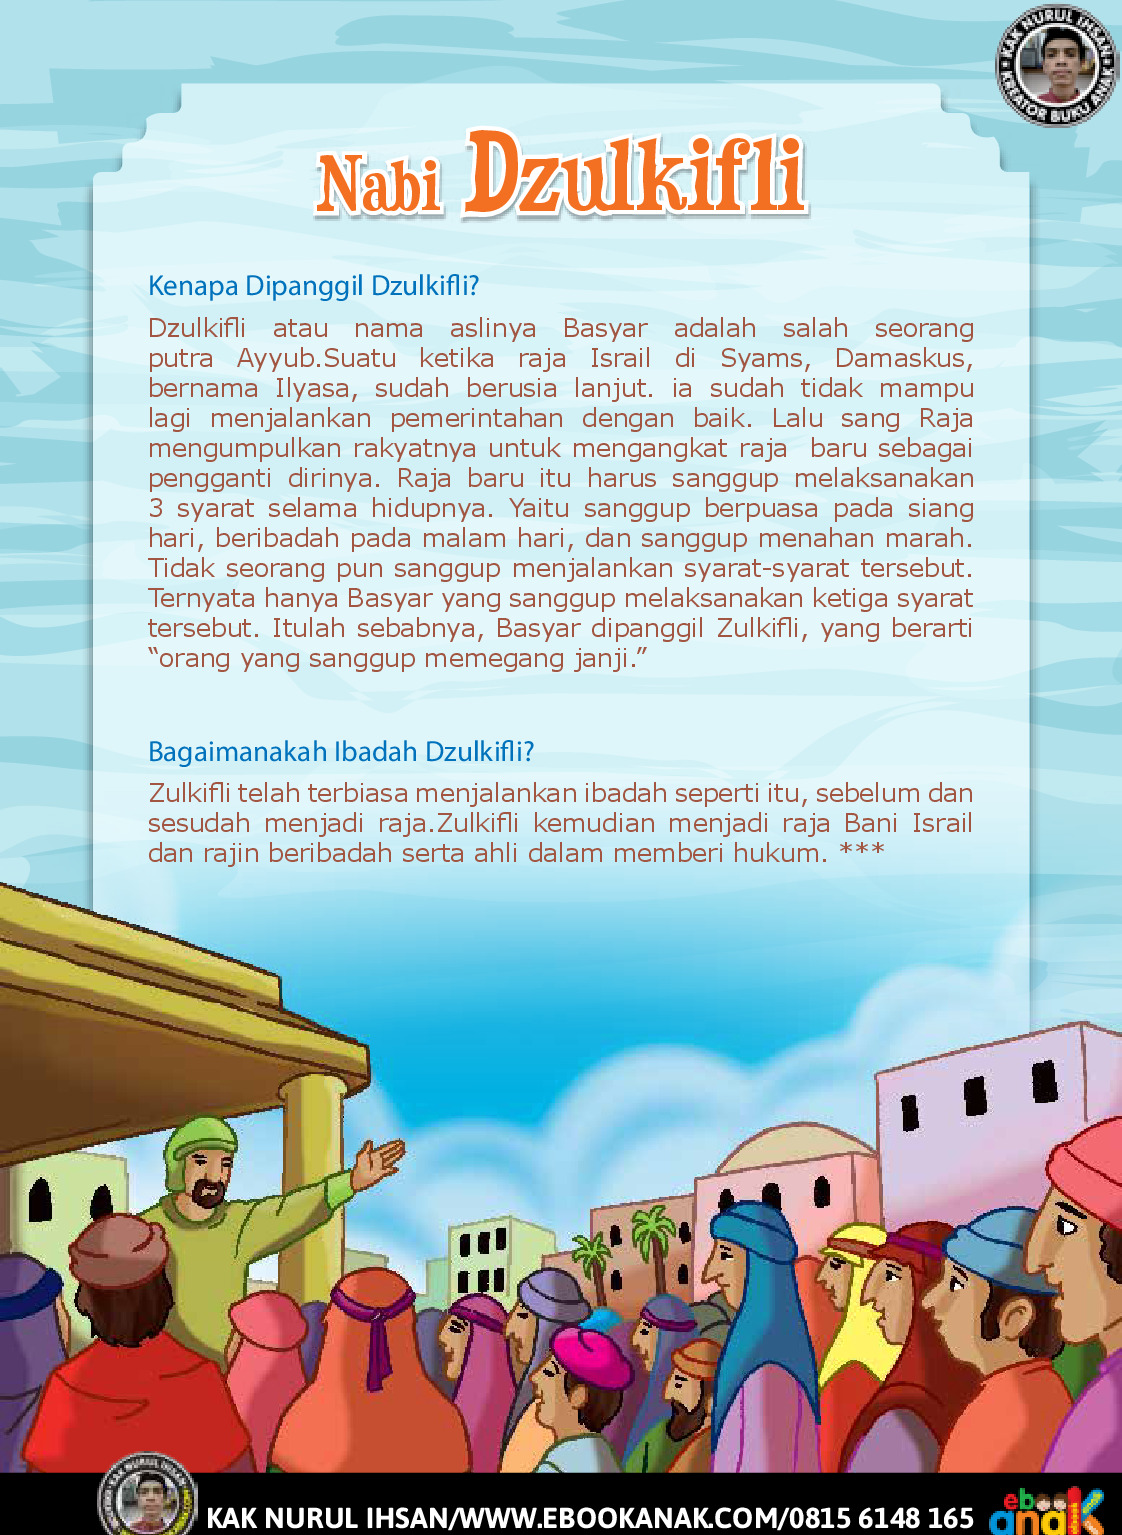 KAK NURUL IHSAN
KREATOR BUKU ANAK
Nabi Dzulkifli
Kenapa Dipanggil Dzulkifli?
Dzulkifli atau nama aslinya Basyar adalah salah seorang
putra Ayyub.Suatu ketika raja Israil di Syams, Damaskus,
bernama Ilyasa, sudah berusia lanjut. ia sudah tidak mampu
lagi menjalankan pemerintahan dengan baik. Lalu sang Raja
mengumpulkan rakyatnya untuk mengangkat raja baru sebagai
pengganti dirinya. Raja baru itu harus sanggup melaksanakan
3 syarat selama hidupnya. Yaitu sanggup berpuasa pada siang
hari, beribadah pada malam hari, dan sanggup menahan marah.
Tidak seorang pun sanggup menjalankan syarat-syarat tersebut.
Ternyata hanya Basyar yang sanggup melaksanakan ketiga syarat
tersebut. Itulah sebabnya, Basyar dipanggil Zulkifli, yang berarti
“orang yang sanggup memegang janji.”
Bagaimanakah Ibadah Dzulkifli?
Zulkifli telah terbiasa menjalankan ibadah seperti itu, sebelum dan
sesudah menjadi raja.Zulkifli kemudian menjadi raja Bani Israil
dan rajin beribadah serta ahli dalam memberi hukum. ***
KAK NURUL IHSAN
KAK NURUL IHSAN/WWW.EBOOKANAK.COM/0815 6148 165
ebook
anak